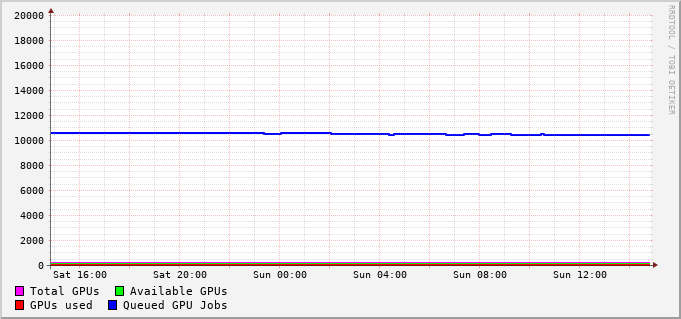 20000
18000
16000
14000
12000
10000
8000
6000
4000
2000
0
Sat 16:00 Sat 20:00 Sun 00:00 Sun 04:00 Sun 08:00 Sun 12:00
Total GPUs Available GPUs
GPUs used Queued GPU Jobs
RRDTOOL / TOBI OETIKER